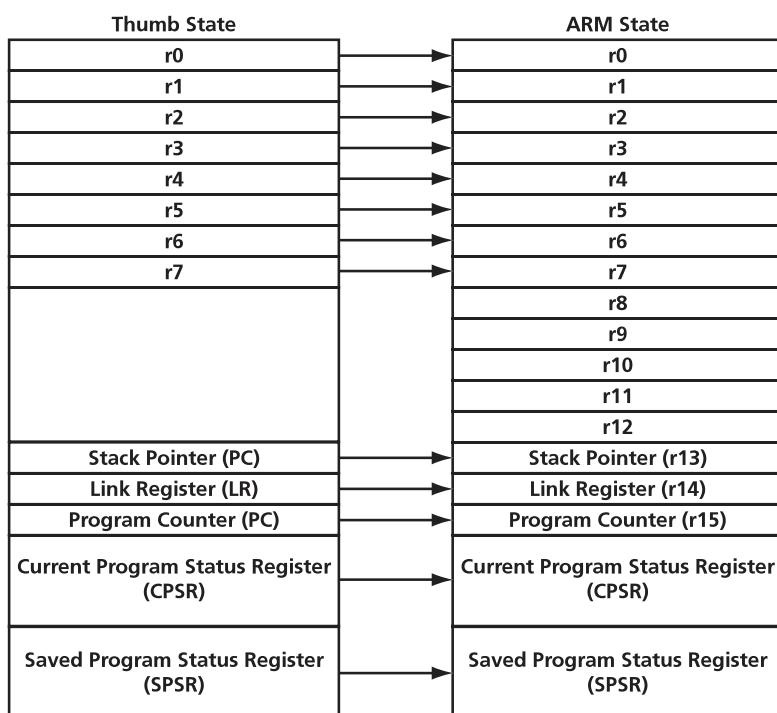 Thumb State
r0
r1
r2
r3
r4
r5
r6
r7
Stack Pointer (PC)
Link Register (LR)
Program Counter (PC)
Current Program Status Register
(CPSR)
Saved Program Status Register
(SPSR)
ARM State
r0
r1
r2
r3
r4
r5
r6
r7
r8
r9
r10
r11
r12
Stack Pointer (r13)
Link Register (r14)
Program Counter (r15)
Current Program Status Register
(CPSR)
Saved Program Status Register
(SPSR)